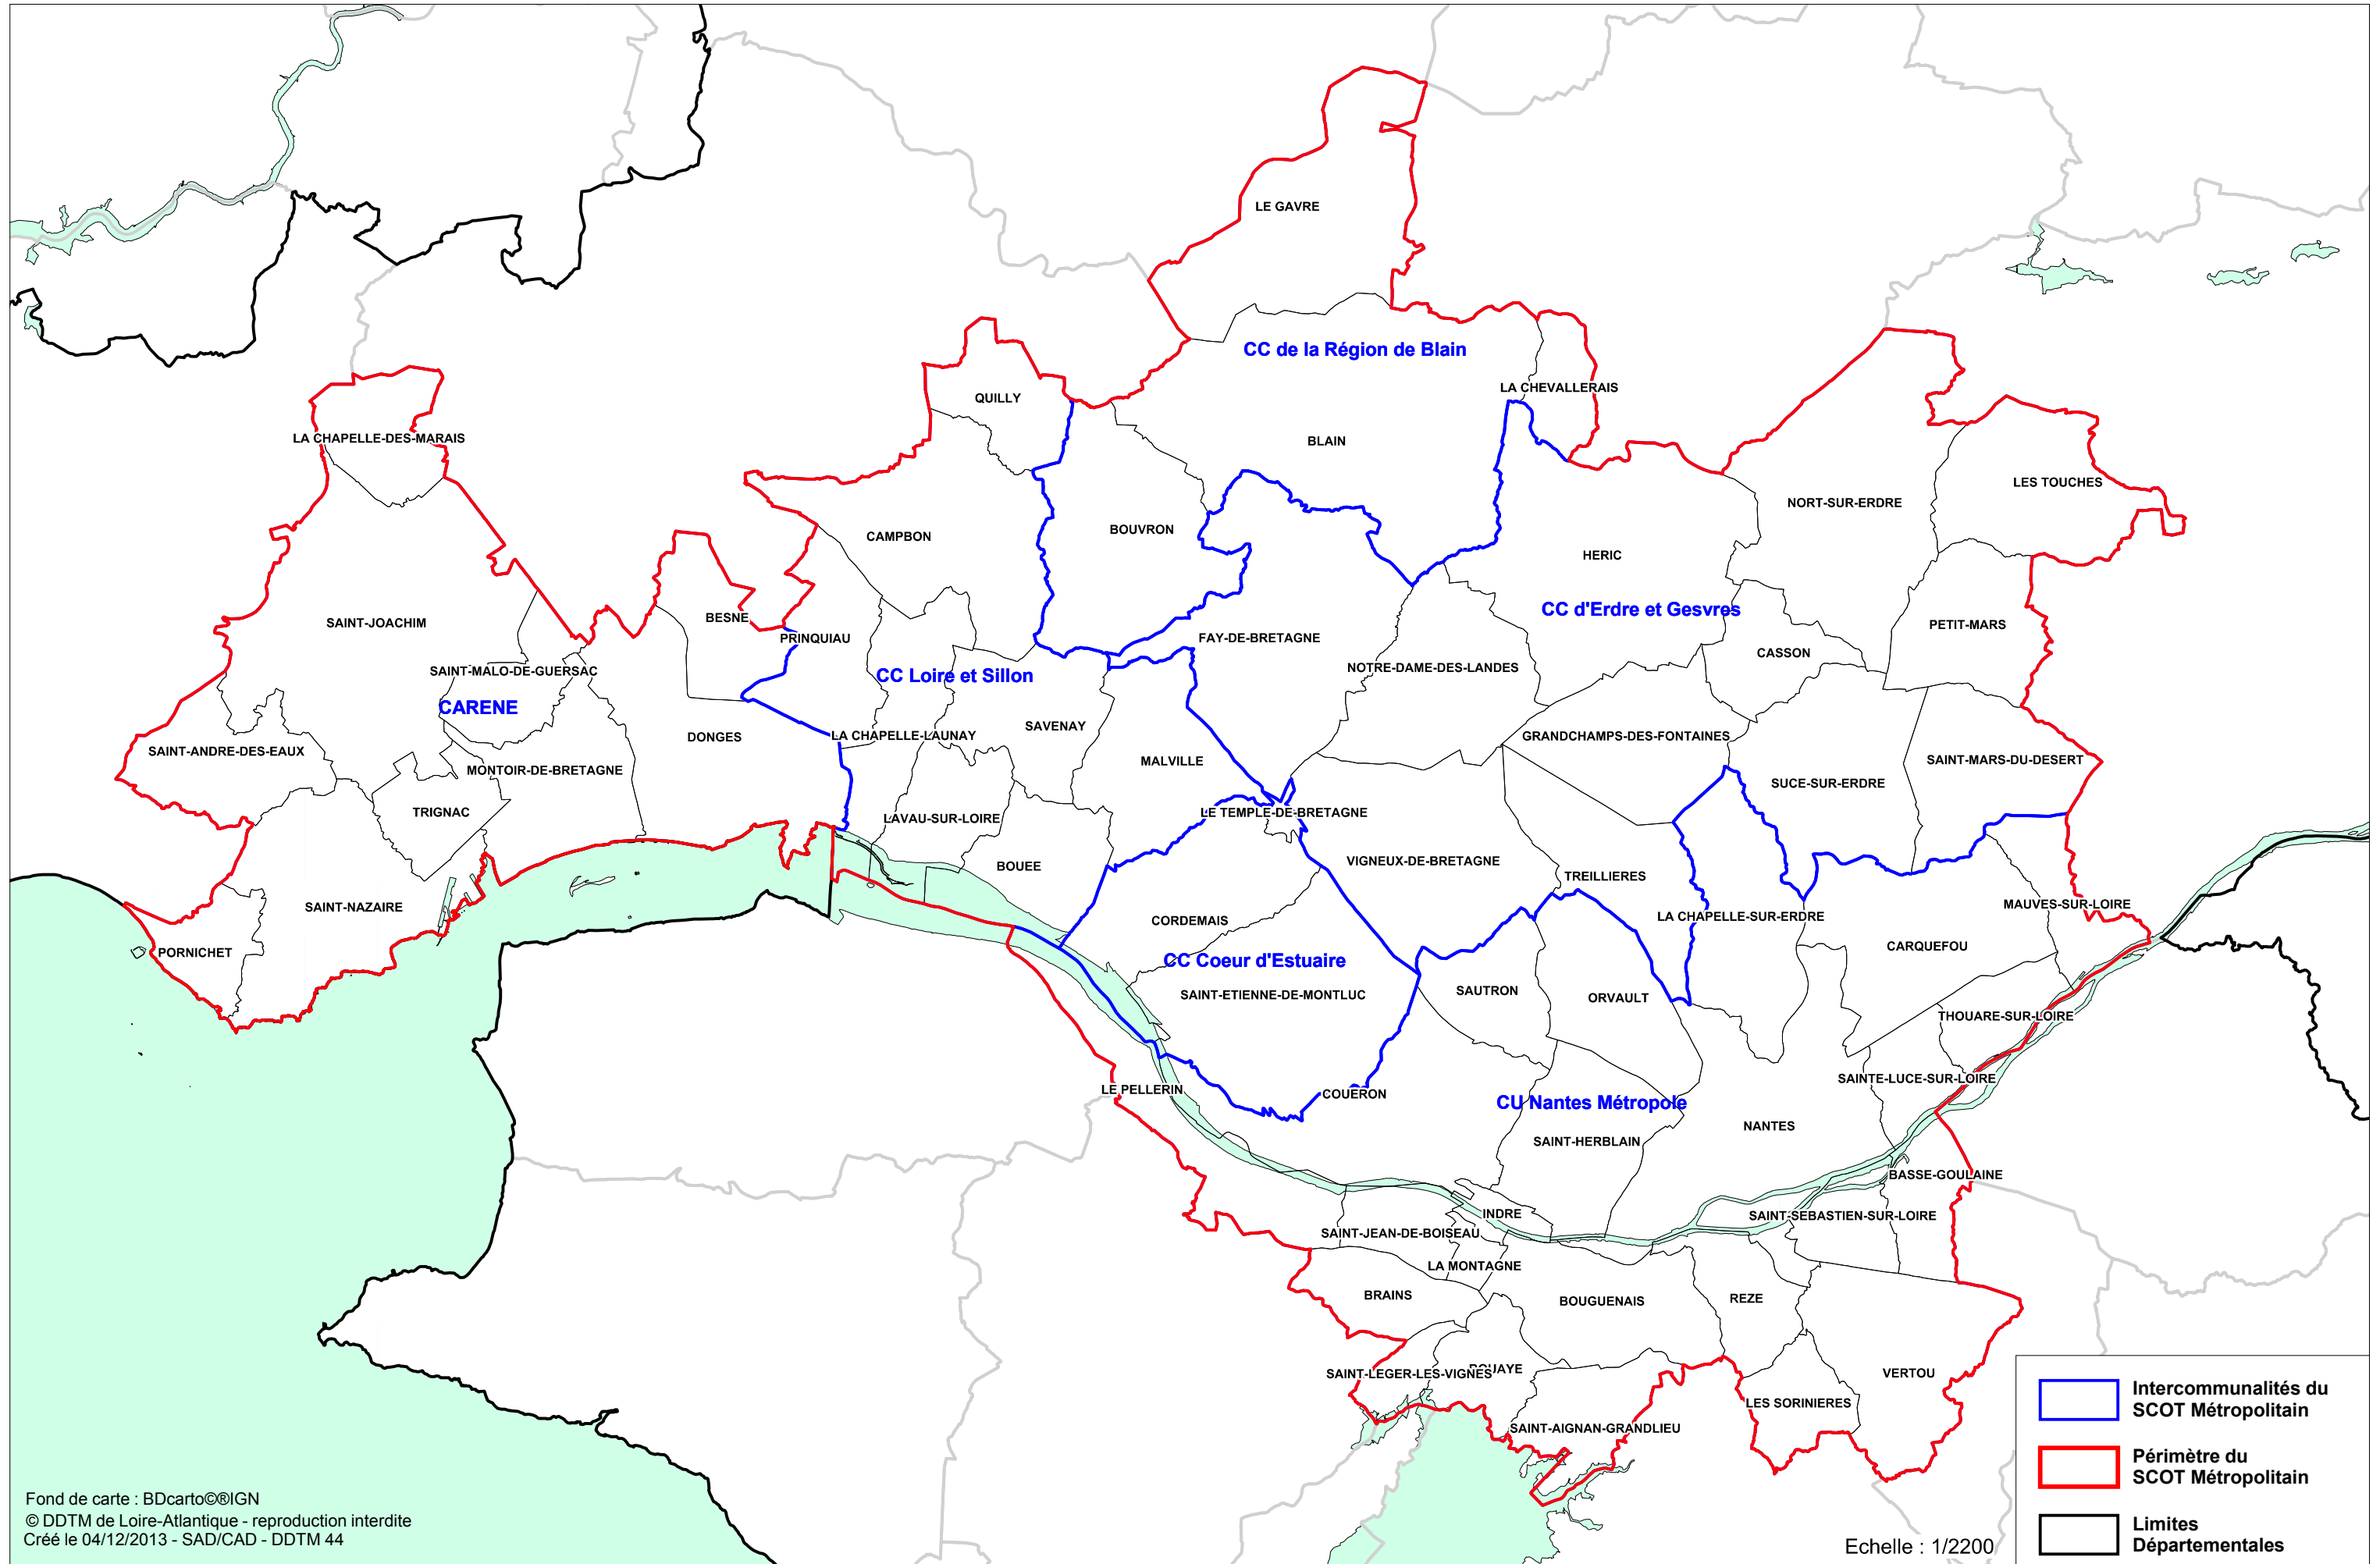 LE GAVRE
CC de la Région de Blain
LA CHEVALLERAIS
QUILLY
BLAIN
LA CHAPELLE-DES-MARAIS
LES TOUCHES
NORT-SUR-ERDRE
BOUVRON
CAMPBON
HERIC
CC d'Erdre et Gesvres
BESNE
SAINT-JOACHIM
PETIT-MARS
PRINQUIAU
FAY-DE-BRETAGNE
CASSON
NOTRE-DAME-DES-LANDES
SAINT-MALO-DE-GUERSAC
CC Loire et Sillon
CARENE
SAVENAY
LA CHAPELLE-LAUNAY
DONGES
GRANDCHAMPS-DES-FONTAINES
SAINT-ANDRE-DES-EAUX
MALVILLE
SAINT-MARS-DU-DESERT
MONTOIR-DE-BRETAGNE
SUCE-SUR-ERDRE
TRIGNAC
LE TEMPLE-DE-BRETAGNE
LAVAU-SUR-LOIRE
VIGNEUX-DE-BRETAGNE
BOUEE
TREILLIERES
SAINT-NAZAIRE
MAUVES-SUR-LOIRE
LA CHAPELLE-SUR-ERDRE
CORDEMAIS
CARQUEFOU
PORNICHET
CC Coeur d'Estuaire
SAUTRON
SAINT-ETIENNE-DE-MONTLUC
ORVAULT
THOUARE-SUR-LOIRE
SAINTE-LUCE-SUR-LOIRE
LE PELLERIN
COUERON
CU Nantes Métropole
NANTES
SAINT-HERBLAIN
BASSE-GOULAINE
INDRE
SAINT-SEBASTIEN-SUR-LOIRE
SAINT-JEAN-DE-BOISEAU
LA MONTAGNE
BRAINS
REZE
BOUGUENAIS
SAINT-LEGER-LES-VIGNES
VERTOU
LES SORINIERES
SAINT-AIGNAN-GRANDLIEU
Intercommunalités du
SCOT Métropolitain
Périmètre du
SCOT Métropolitain
Limites
Départementales
Fond de carte : BDcarto©®IGN
© DDTM de Loire-Atlantique - reproduction interdite
Créé le 04/12/2013 - SAD/CAD - DDTM 44
Echelle : 1/2200